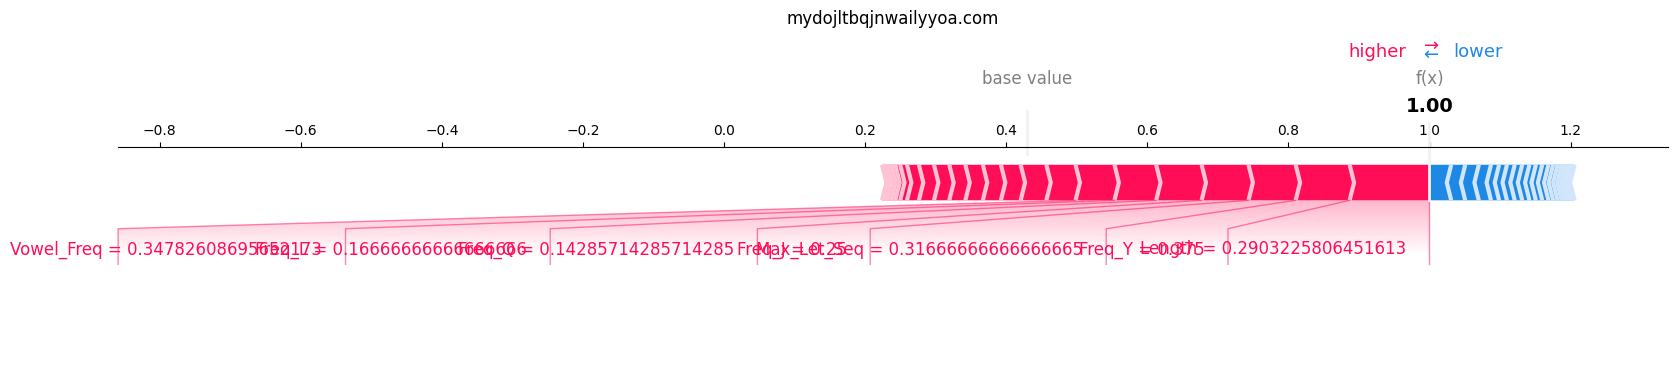 mydojltbqjnwailyyoa.com
higher ⇄ lower
base value f(x)
1.00
−0.8 −0.6 −0.4 −0.2 0.0 0.2 0.4 0.6 0.8 1.0 1.2
Vowel_Freq = 0.34782608695652173 Freq_L = 0.16666666666666666 Freq_Q = 0.14285714285714285 Freq_J = 0.25 Max_Let_Seq = 0.31666666666666665 Freq_Y = 0.375 Length = 0.2903225806451613